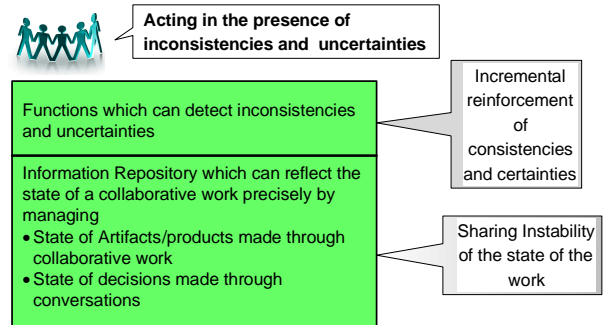 Acting in the presence of
inconsistencies and uncertainties
Functions which can detect inconsistencies
and uncertainties
Incremental
reinforcement
of
consistencies
and certainties
Information Repository which can reflect the
state of a collaborative work precisely by
managing
• State of Artifacts/products made through
collaborative work
• State of decisions made through
conversations
Sharing Instability
of the state of the
work